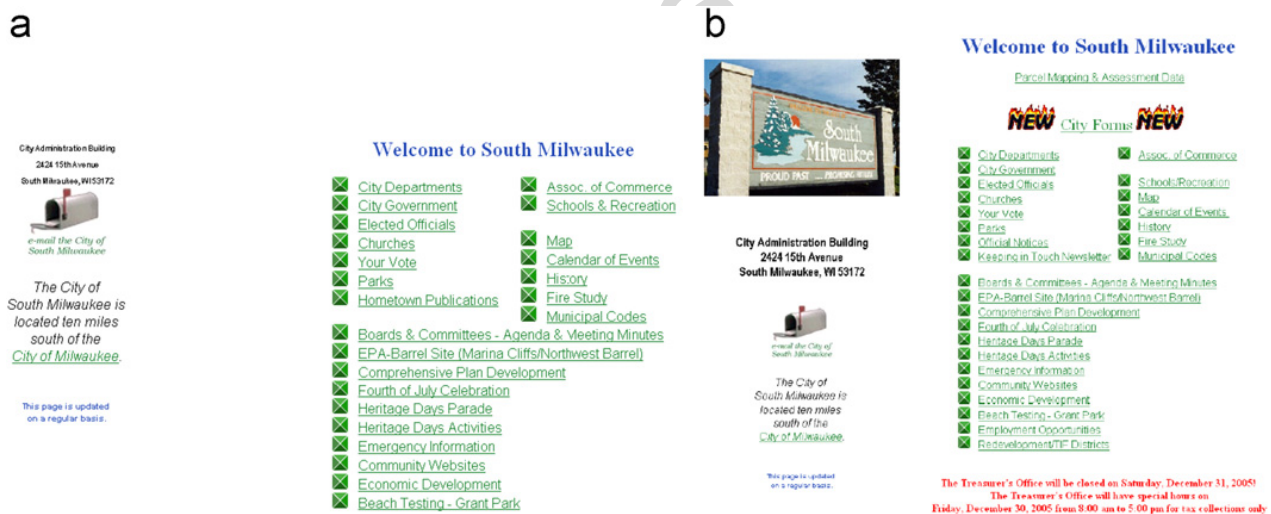 a
City Administration Building
2424 15th Avenue
South Milwaukee, WI 53172
e-mail the City of
South Milwaukee
The City of
South Milwaukee is
located ten miles
south of the
City of Milwaukee.
This page is updated
on a regular basis.
Welcome to South Milwaukee
City Departments
City Government
Elected Officials
Churches
Your Vote
Parks
Hometown Publications
Assoc. of Commerce
Schools & Recreation
Map
Calendar of Events
History
Fire Study
Municipal Codes
Boards & Committees - Agenda & Meeting Minutes
EPA-Barrel Site (Marina Cliffs/Northwest Barrel)
Comprehensive Plan Development
Fourth of July Celebration
Heritage Days Parade
Heritage Days Activities
Emergency Information
Community Websites
Economic Development
Beach Testing - Grant Park
b
South
Milwaukee
PROUD PAST ... PROMISING FUTURE
City Administration Building
2424 15th Avenue
South Milwaukee, WI 53172
e-mail the City of
South Milwaukee
The City of
South Milwaukee is
located ten miles
south of the
City of Milwaukee.
This page is updated
on a regular basis.
Welcome to South Milwaukee
Parcel Mapping & Assessment Data
NEW City Forms NEW
City Departments
City Government
Elected Officials
Churches
Your Vote
Parks
Official Notices
Keeping in Touch Newsletter
Assoc. of Commerce
Schools/Recreation
Map
Calendar of Events
History
Fire Study
Municipal Codes
Boards & Committees - Agenda & Meeting Minutes
EPA-Barrel Site (Marina Cliffs/Northwest Barrel)
Comprehensive Plan Development
Fourth of July Celebration
Heritage Days Parade
Heritage Days Activities
Emergency Information
Community Websites
Economic Development
Beach Testing - Grant Park
Employment Opportunities
Redevelopment/TIF Districts
The Treasurer's Office will be closed on Saturday, December 31, 2005!
The Treasurer's Office will have special hours on
Friday, December 30, 2005 from 8:00 am to 5:00 pm for tax collections only